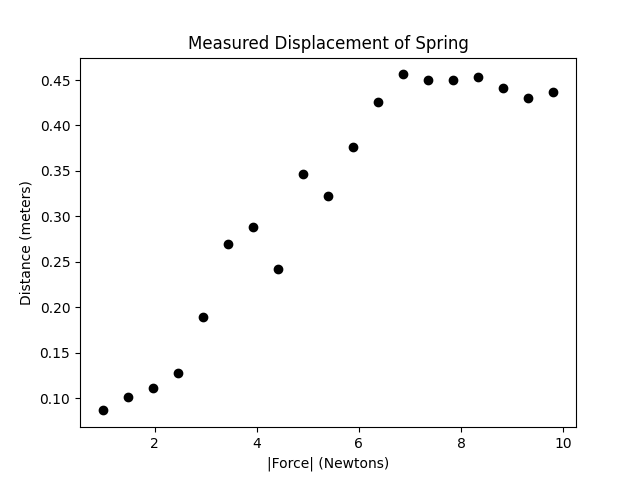 Measured Displacement of Spring
0.45
0.40
0.35
0.30
0.25
0.20
0.15
0.10
Distance (meters)
2 4 6 8 10
|Force| (Newtons)